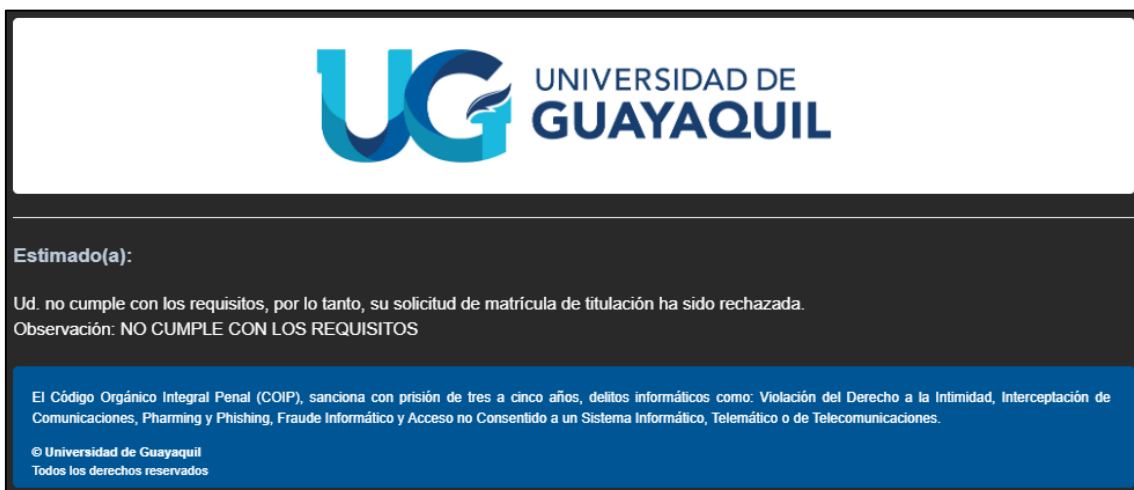 UG
UNIVERSIDAD DE
GUAYAQUIL
Estimado(a):
Ud. no cumple con los requisitos, por lo tanto, su solicitud de matrícula de titulación ha sido rechazada.
Observación: NO CUMPLE CON LOS REQUISITOS
El Código Orgánico Integral Penal (COIP), sanciona con prisión de tres a cinco años, delitos informáticos como: Violación del Derecho a la Intimidad, Interceptación de
Comunicaciones, Pharming y Phishing, Fraude Informático y Acceso no Consentido a un Sistema Informático, Telemático o de Telecomunicaciones.
© Universidad de Guayaquil
Todos los derechos reservados